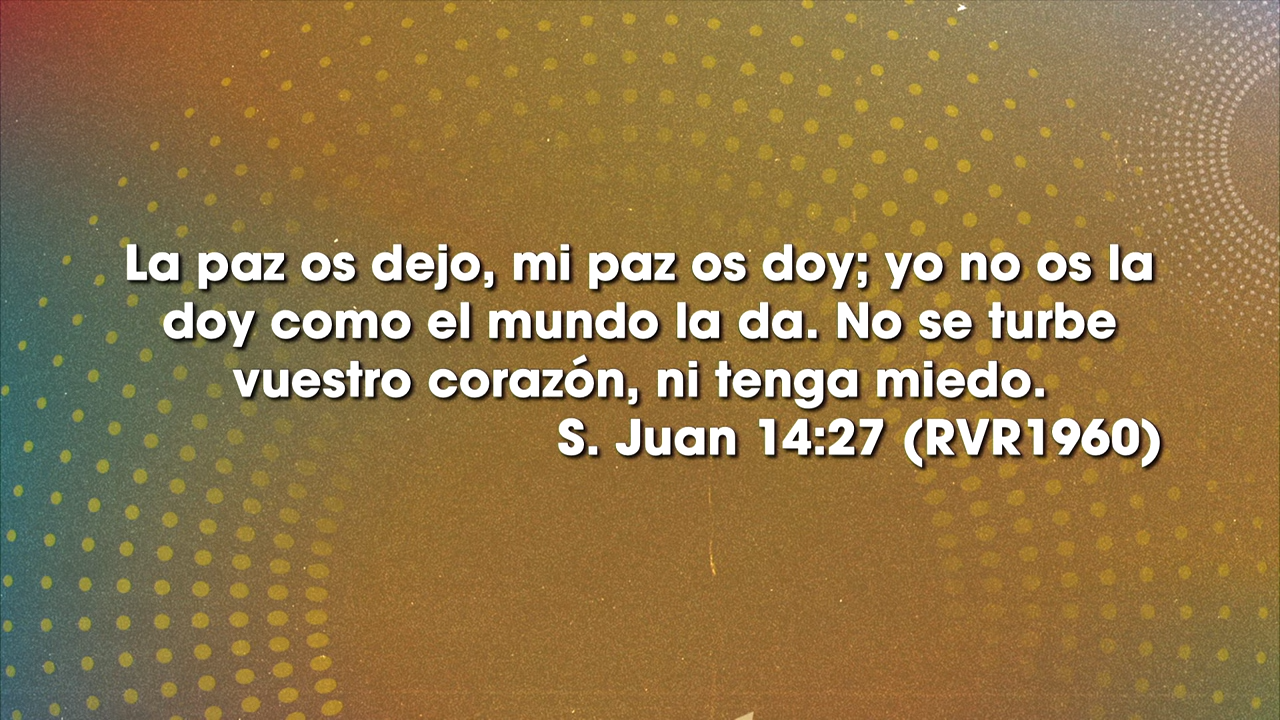 La paz os dejo, mi paz os doy; yo no os la
doy como el mundo la da. No se turbe
vuestro corazón, ni tenga miedo.
S. Juan 14:27 (RVR1960)